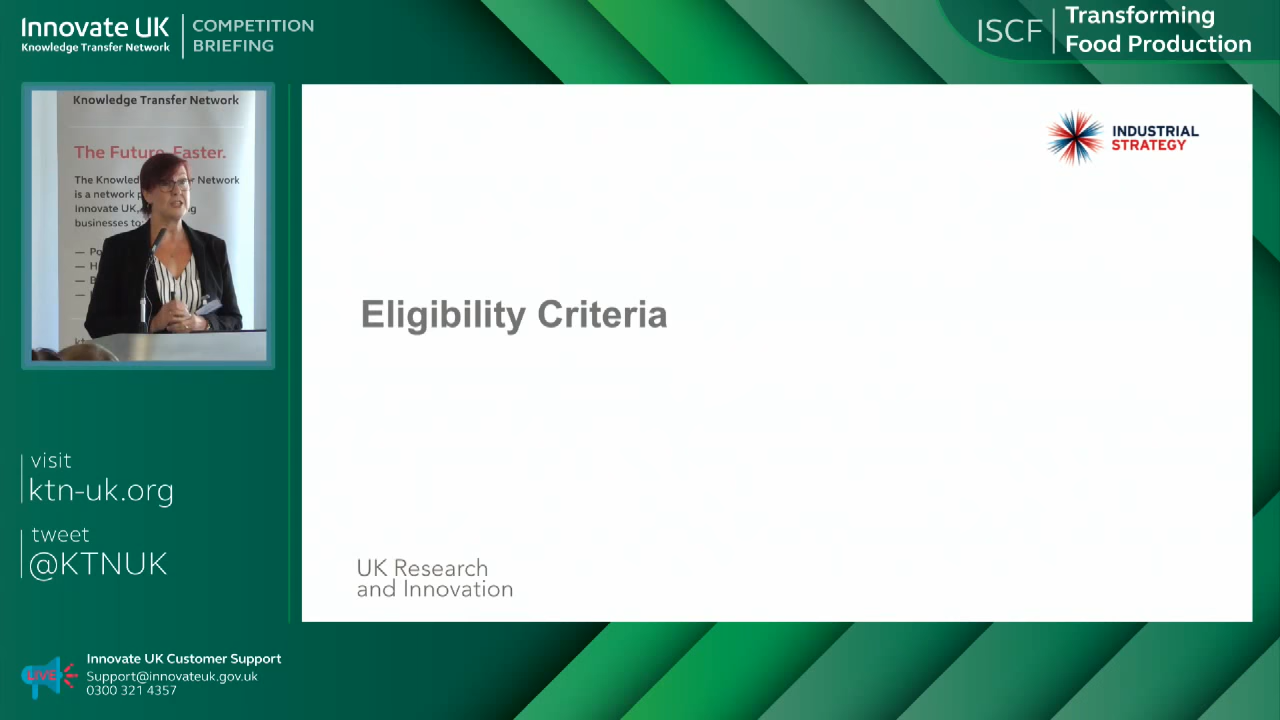 Innovate UK
Knowledge Transfer Network
COMPETITION
BRIEFING
ISCF
Transforming
Food Production
Knowledge Transfer Network
The Future Faster.
The Knowled Network
is a network
Innovate UK,
businesses to
INDUSTRIAL
STRATEGY
Eligibility Criteria
UK Research
and Innovation
visit
ktn-uk.org
tweet
@KTNUK
LIVE
Innovate UK Customer Support
Support@innovateuk.gov.uk
0300 321 4357